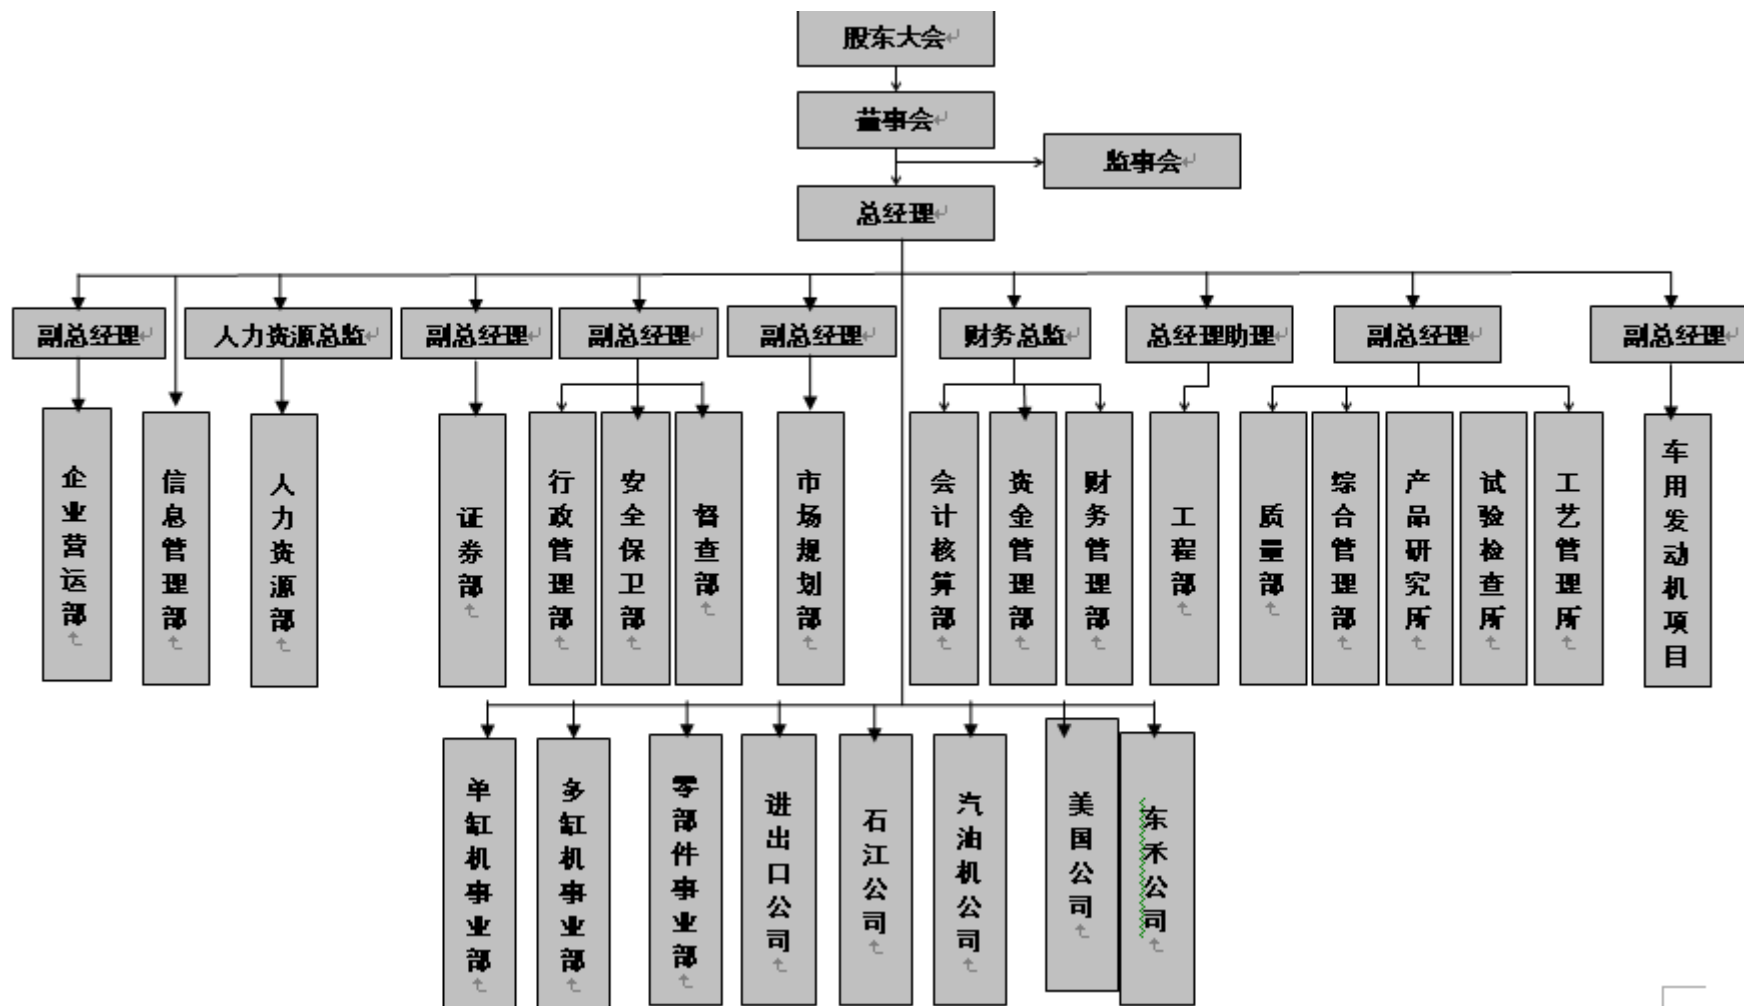 股东大会
董事会
监事会
总经理
副总经理
人力资源总监
副总经理
副总经理
副总经理
财务总监
总经理助理
副总经理
副总经理
企业营运部
信息管理部
人力资源部
证券部
行政管理部
安全保卫部
督查部
市场规划部
会计核算部
资金管理部
财务管理部
工程部
质量部
综合管理部
产品研究所
试验检查所
工艺管理所
车用发动机项目
单缸机事业部
多缸机事业部
零部件事业部
进出口公司
石江公司
汽油机公司
美国公司
东禾公司